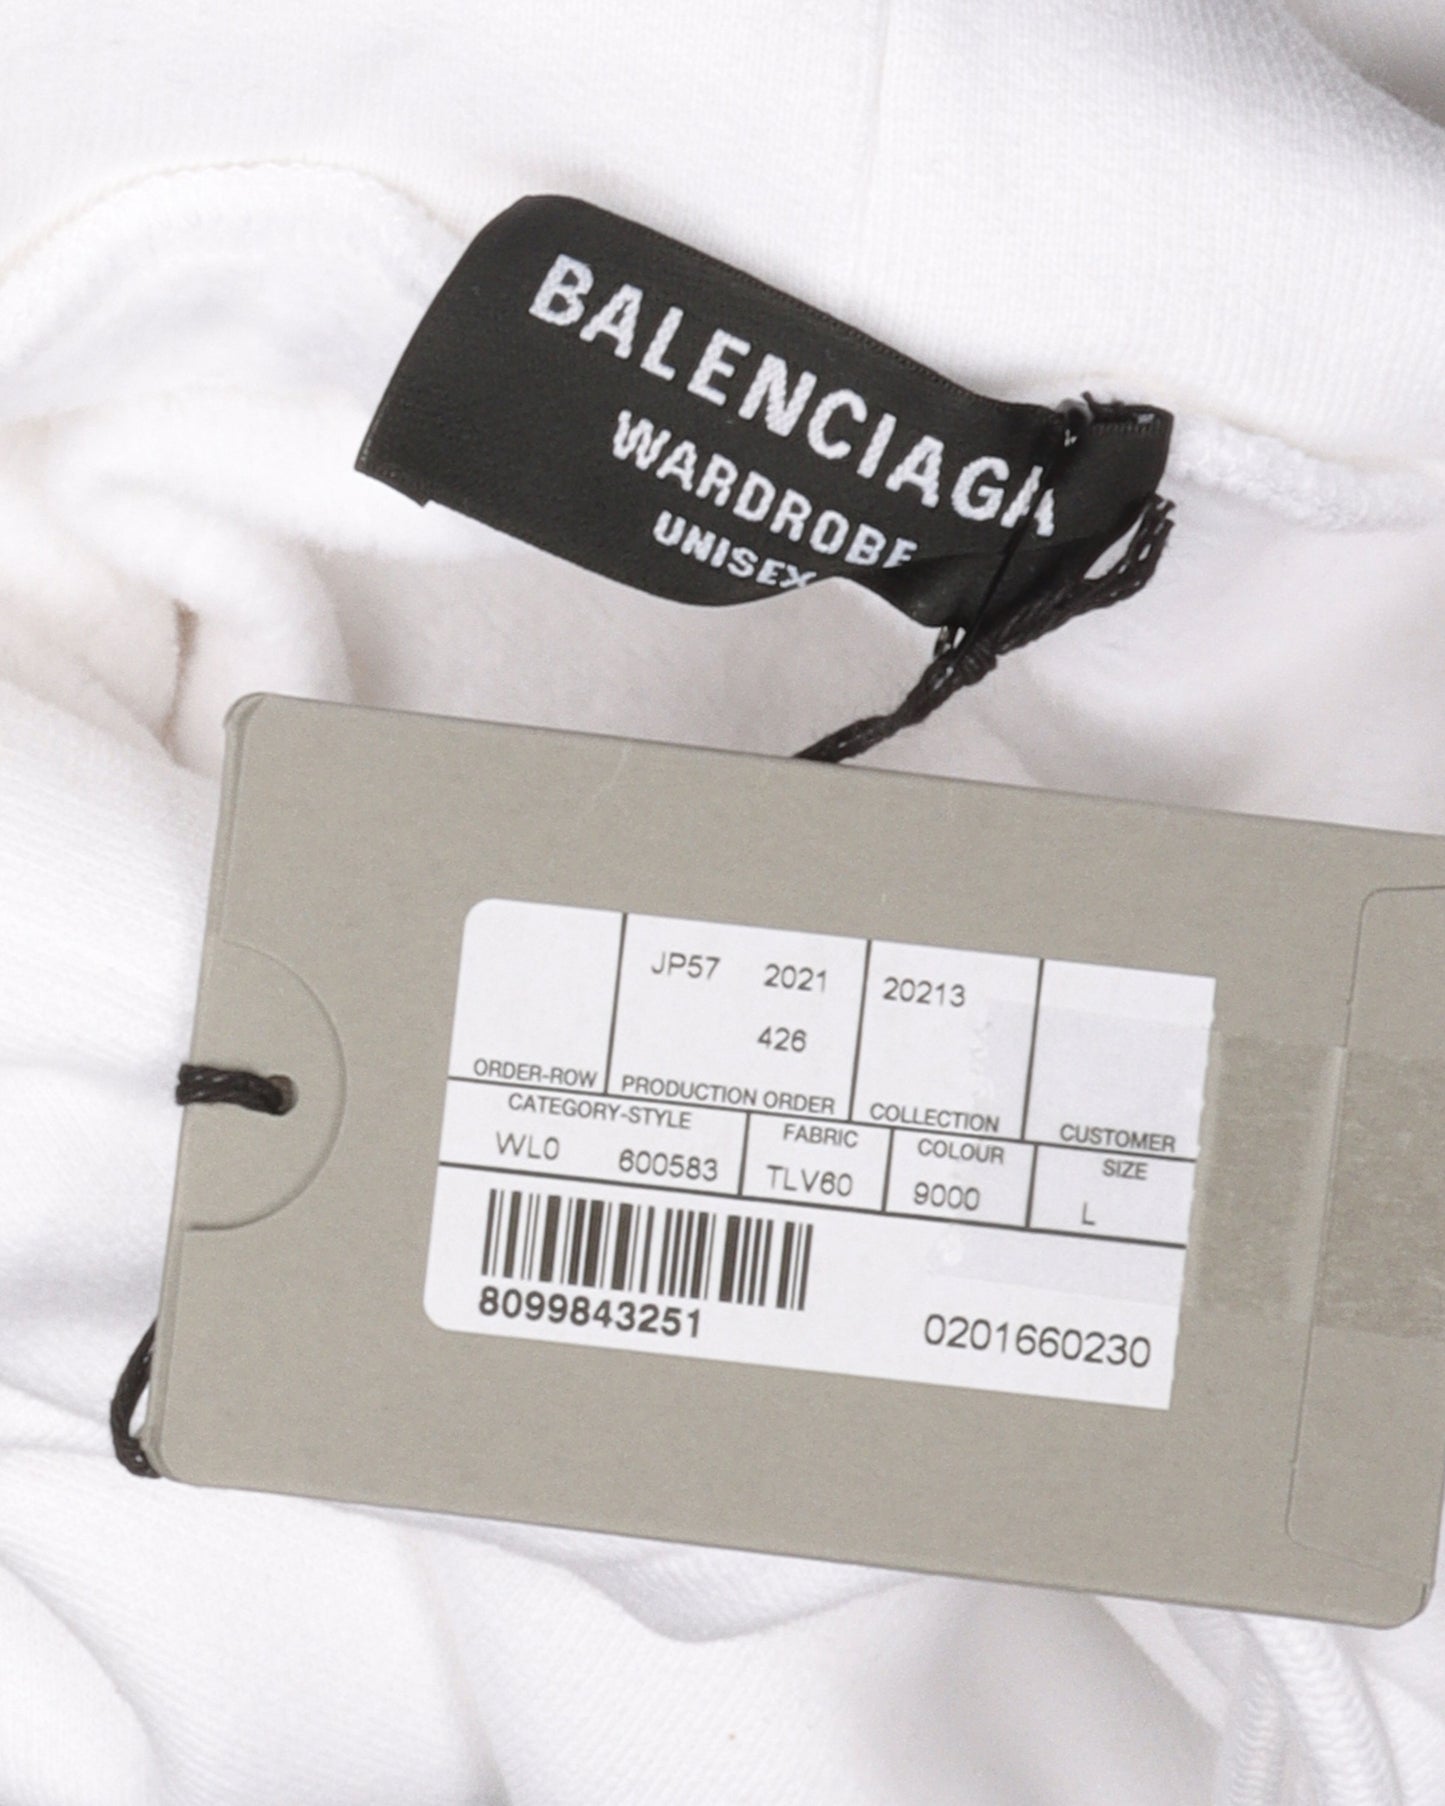 BALENCIAGA
WARDROBE
UNISEX
JP57 2021 20213
426
ORDER-ROW PRODUCTION ORDER COLLECTION CUSTOMER
CATEGORY-STYLE FABRIC COLOUR SIZE
WL0 600583 TLV60 9000 L
8099843251 0201660230